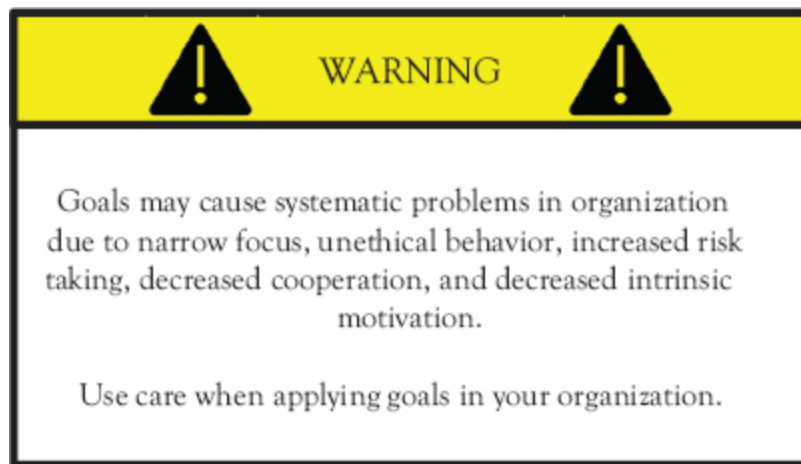 WARNING
Goals may cause systematic problems in organization
due to narrow focus, unethical behavior, increased risk
taking, decreased cooperation, and decreased intrinsic
motivation.
Use care when applying goals in your organization.